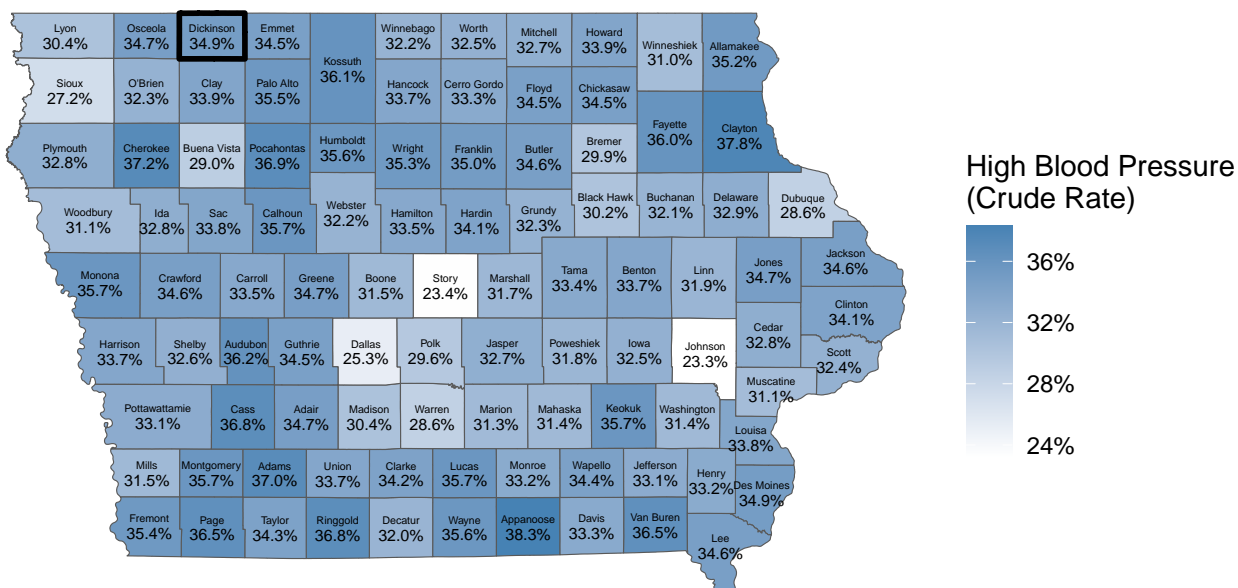 Lyon
30.4%
Osceola
34.7%
Dickinson
34.9%
Emmet
34.5%
Kossuth
36.1%
Winnebago
32.2%
Worth
32.5%
Mitchell
32.7%
Howard
33.9%
Winneshiek
31.0%
Allamakee
35.2%
Sioux
27.2%
O'Brien
32.3%
Clay
33.9%
Palo Alto
35.5%
Hancock
33.7%
Cerro Gordo
33.3%
Floyd
34.5%
Chickasaw
34.5%
Plymouth
32.8%
Cherokee
37.2%
Buena Vista
29.0%
Pocahontas
36.9%
Humboldt
35.6%
Wright
35.3%
Franklin
35.0%
Butler
34.6%
Bremer
29.9%
Fayette
36.0%
Clayton
37.8%
Woodbury
31.1%
Ida
32.8%
Sac
33.8%
Calhoun
35.7%
Webster
32.2%
Hamilton
33.5%
Hardin
34.1%
Grundy
32.3%
Black Hawk
30.2%
Buchanan
32.1%
Delaware
32.9%
Dubuque
28.6%
Monona
35.7%
Crawford
34.6%
Carroll
33.5%
Greene
34.7%
Boone
31.5%
Story
23.4%
Marshall
31.7%
Tama
33.4%
Benton
33.7%
Linn
31.9%
Jones
34.7%
Jackson
34.6%
Clinton
34.1%
Harrison
33.7%
Shelby
32.6%
Audubon
36.2%
Guthrie
34.5%
Dallas
25.3%
Polk
29.6%
Jasper
32.7%
Poweshiek
31.8%
Iowa
32.5%
Johnson
23.3%
Cedar
32.8%
Scott
32.4%
Muscatine
31.1%
Pottawattamie
33.1%
Cass
36.8%
Adair
34.7%
Madison
30.4%
Warren
28.6%
Marion
31.3%
Mahaska
31.4%
Keokuk
35.7%
Washington
31.4%
Louisa
33.8%
Mills
31.5%
Montgomery
35.7%
Adams
37.0%
Union
33.7%
Clarke
34.2%
Lucas
35.7%
Monroe
33.2%
Wapello
34.4%
Jefferson
33.1%
Henry
33.2%
Des Moines
34.9%
Fremont
35.4%
Page
36.5%
Taylor
34.3%
Ringgold
36.8%
Decatur
32.0%
Wayne
35.6%
Appanoose
38.3%
Davis
33.3%
Van Buren
36.5%
Lee
34.6%
High Blood Pressure
(Crude Rate)
36%
32%
28%
24%